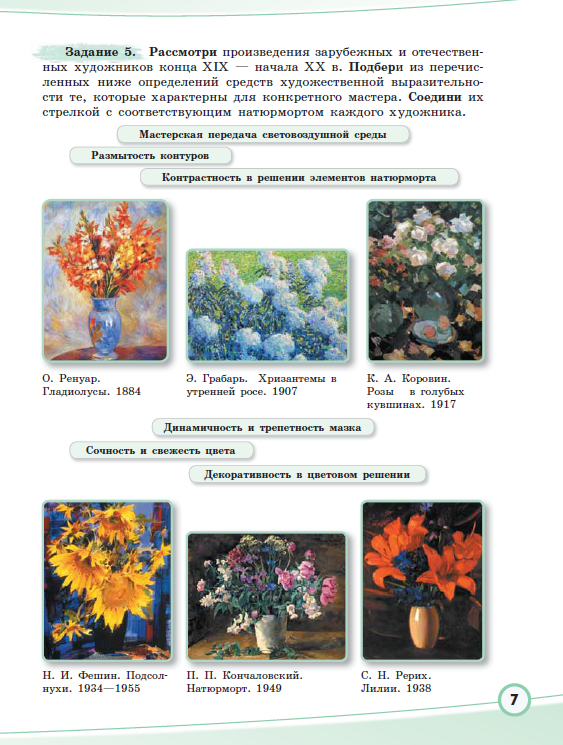 Задание 5. Рассмотри произведения зарубежных и отечествен-
ных художников конца XIX — начала XX в. Подбери из перечис-
ленных ниже определений средств художественной выразительно-
сти те, которые характерны для конкретного мастера. Соедини их
стрелкой с соответствующим натюрмортом каждого художника.
Мастерская передача световоздушной среды
Размытость контуров
Контрастность в решении элементов натюрморта
О. Ренуар.
Гладиолусы. 1884
Э. Грабарь. Хризантемы в
утренней росе. 1907
К. А. Коровин.
Розы в голубых
кувшинах. 1917
Динамичность и трепетность мазка
Сочность и свежесть цвета
Декоративность в цветовом решении
Н. И. Фешин. Подсол-
нухи. 1934—1955
П. П. Кончаловский.
Натюрморт. 1949
С. Н. Рерих.
Лилии. 1938
7